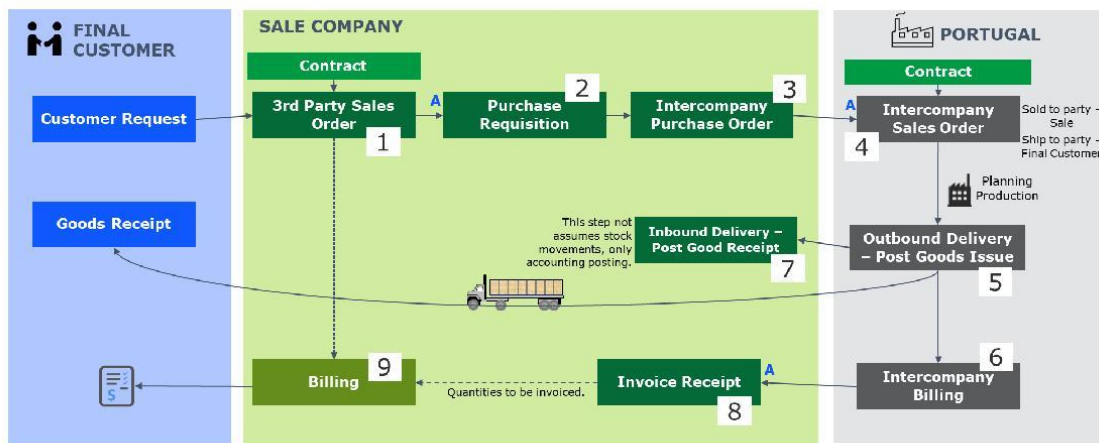 FINAL
CUSTOMER
SALE COMPANY
PORTUGAL
Contract
Contract
Customer Request
3rd Party Sales
Order
1
A
Purchase
Requisition
2
Intercompany
Purchase Order
3
A
Intercompany
Sales Order
4
Sold to party –
Sale
Ship to party –
Final Customer
Planning
Production
Goods Receipt
This step not
assumes stock
movements, only
accounting posting.
Inbound Delivery –
Post Good Receipt
7
Outbound Delivery
– Post Goods Issue
5
Billing
9
Quantities to be invoiced.
Invoice Receipt
8
A
Intercompany
Billing
6
$